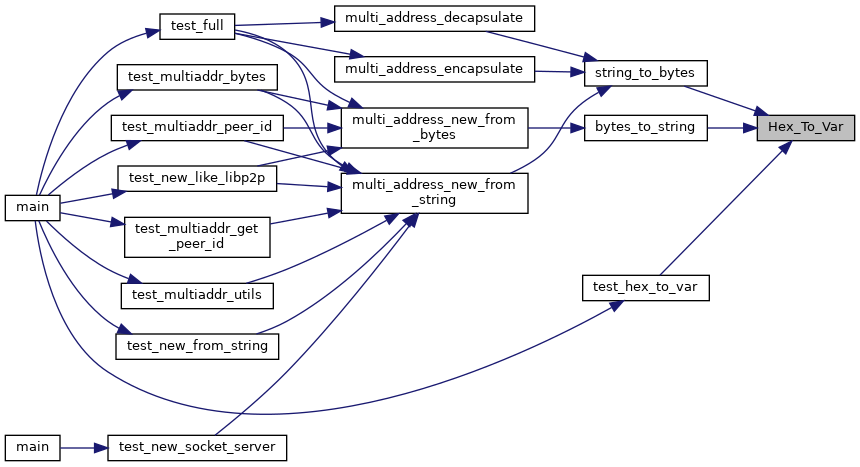 test_full
multi_address_decapsulate
multi_address_encapsulate
string_to_bytes
test_multiaddr_bytes
test_multiaddr_peer_id
multi_address_new_from
_bytes
bytes_to_string
Hex_To_Var
test_new_like_libp2p
multi_address_new_from
_string
main
test_multiaddr_get
_peer_id
test_multiaddr_utils
test_hex_to_var
test_new_from_string
main
test_new_socket_server